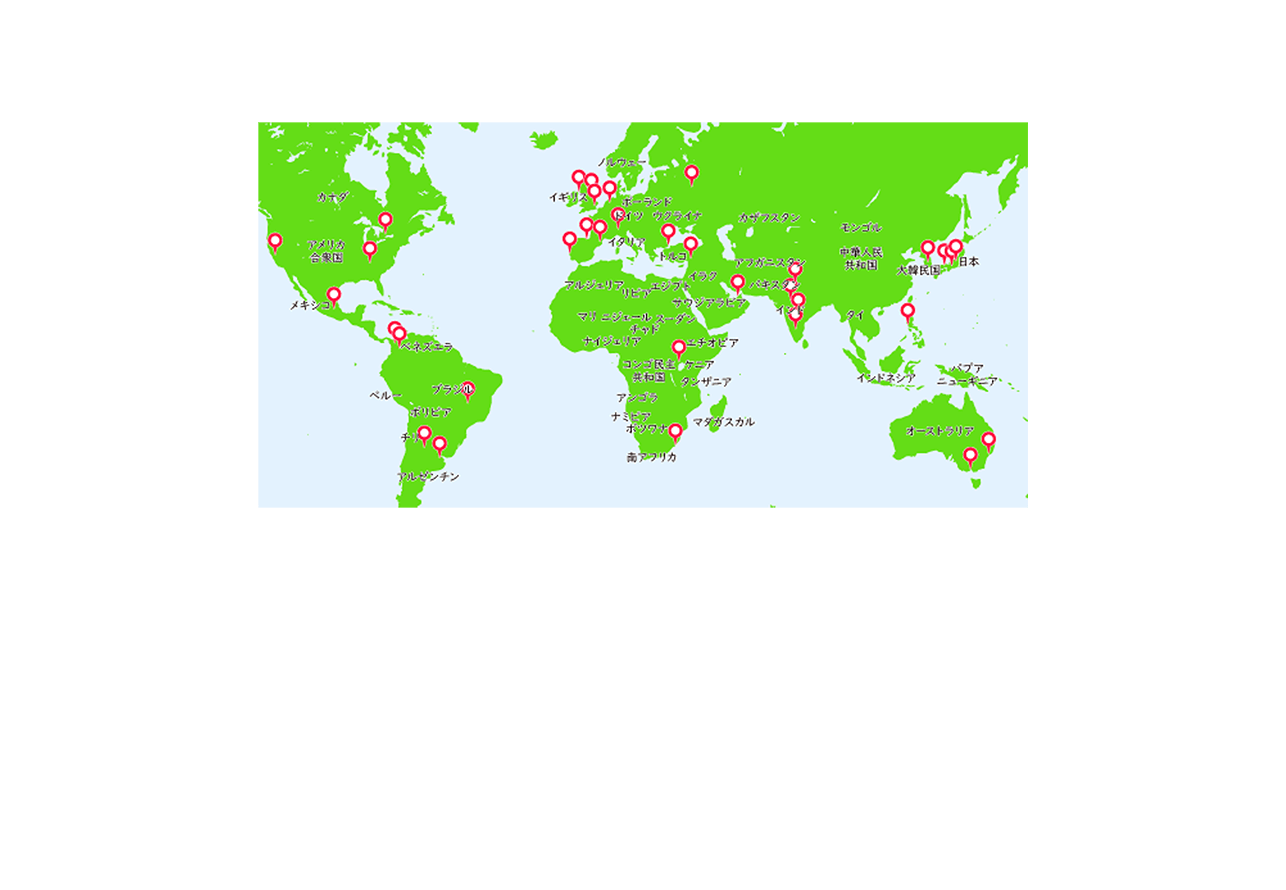 ノルウェー
カナダ
イギリス
ポーランド
ドイツ
ウクライナ
カザフスタン
モンゴル
アメリカ
合衆国
イタリア
トルコ
中華人民
共和国
大韓民国
日本
アフガニスタン
イラク
パキスタン
アルジェリア
リビア
エジプト
サウジアラビア
メキシコ
インド
タイ
マリ
ニジェール
スーダン
チャド
ナイジェリア
エチオピア
ベネズエラ
コンゴ民主
共和国
ケニア
タンザニア
インドネシア
パプア
ニューギニア
ブラジル
ペルー
アンゴラ
ボリビア
ナミビア
ボツワナ
マダガスカル
チリ
オーストラリア
南アフリカ
アルゼンチン